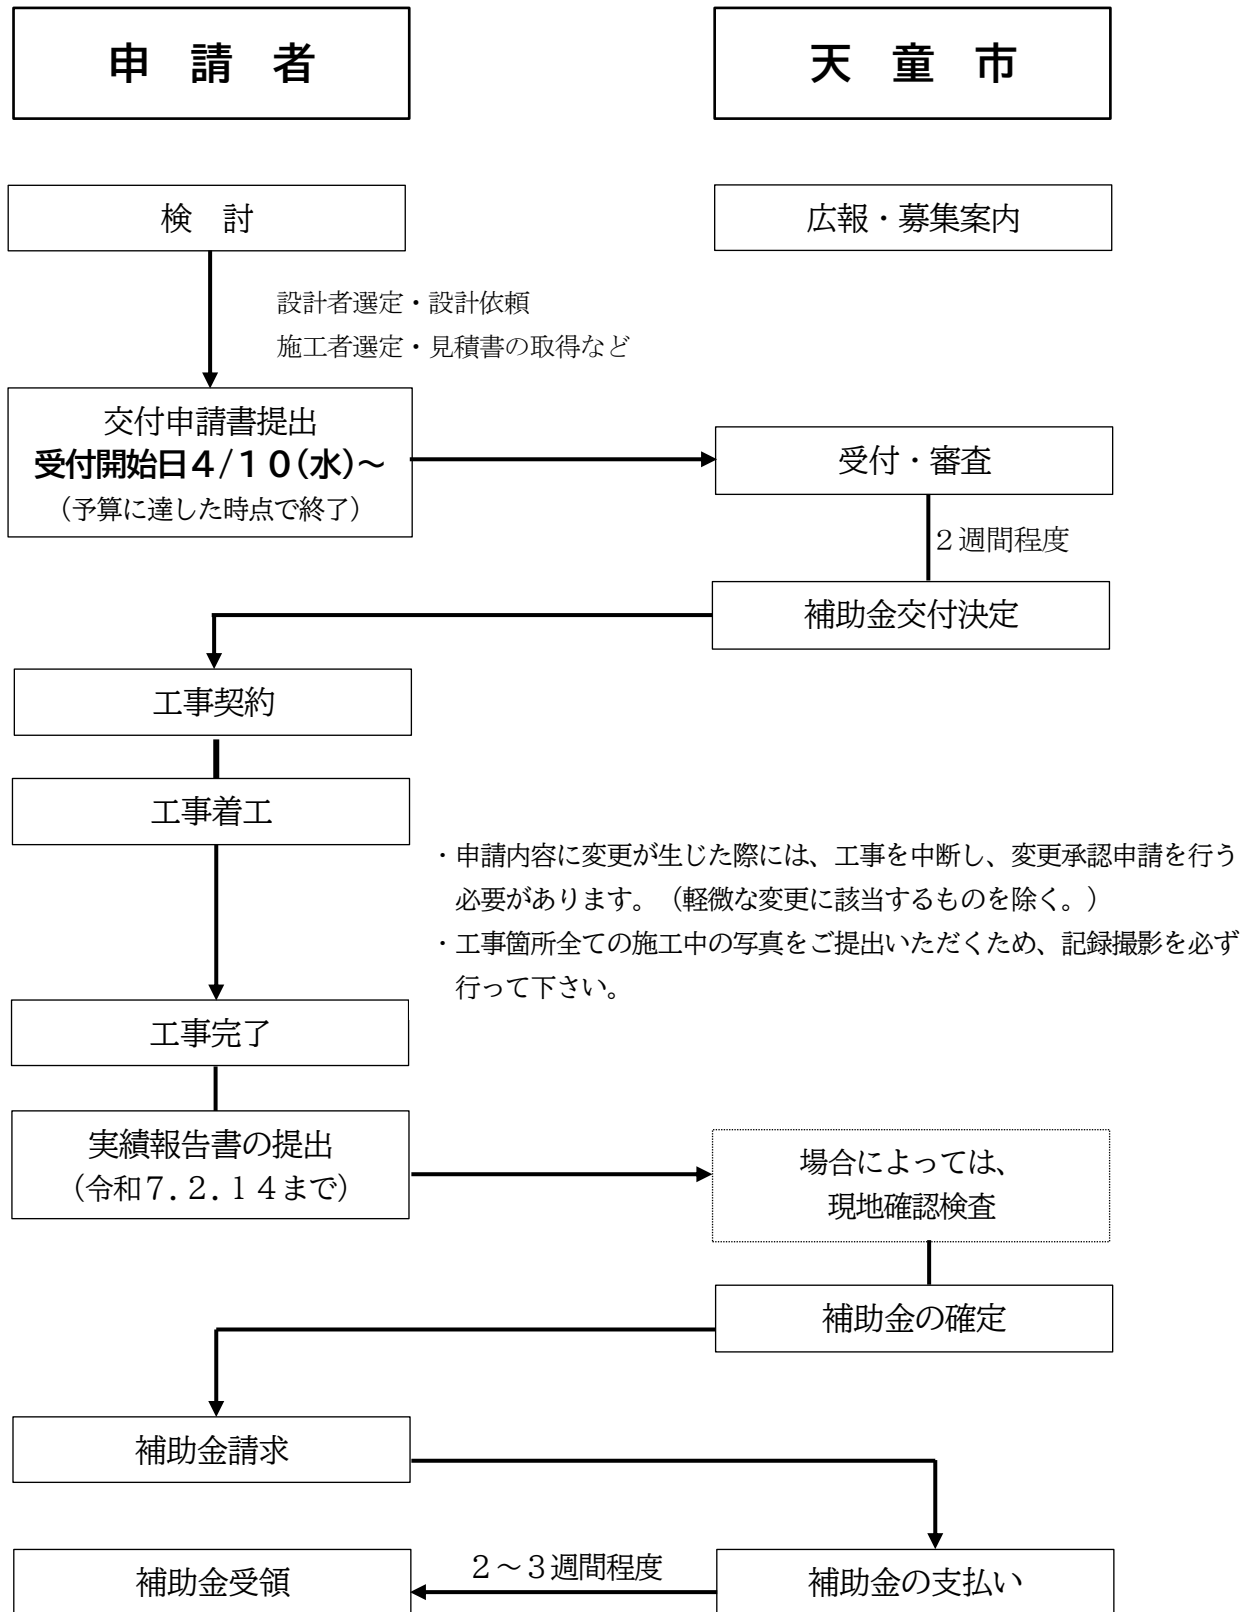 申　請　者
天　童　市
検　討
広報・募集案内
設計者選定・設計依頼
施工者選定・見積書の取得など
交付申請書提出
受付開始日４/１０(水)～
（予算に達した時点で終了）
受付・審査
２週間程度
補助金交付決定
工事契約
工事着工
・申請内容に変更が生じた際には、工事を中断し、変更承認申請を行う
必要があります。（軽微な変更に該当するものを除く。）
・工事箇所全ての施工中の写真をご提出いただくため、記録撮影を必ず
行って下さい。
工事完了
実績報告書の提出
（令和７．２．１４まで）
場合によっては、
現地確認検査
補助金の確定
補助金請求
補助金受領
２～３週間程度
補助金の支払い